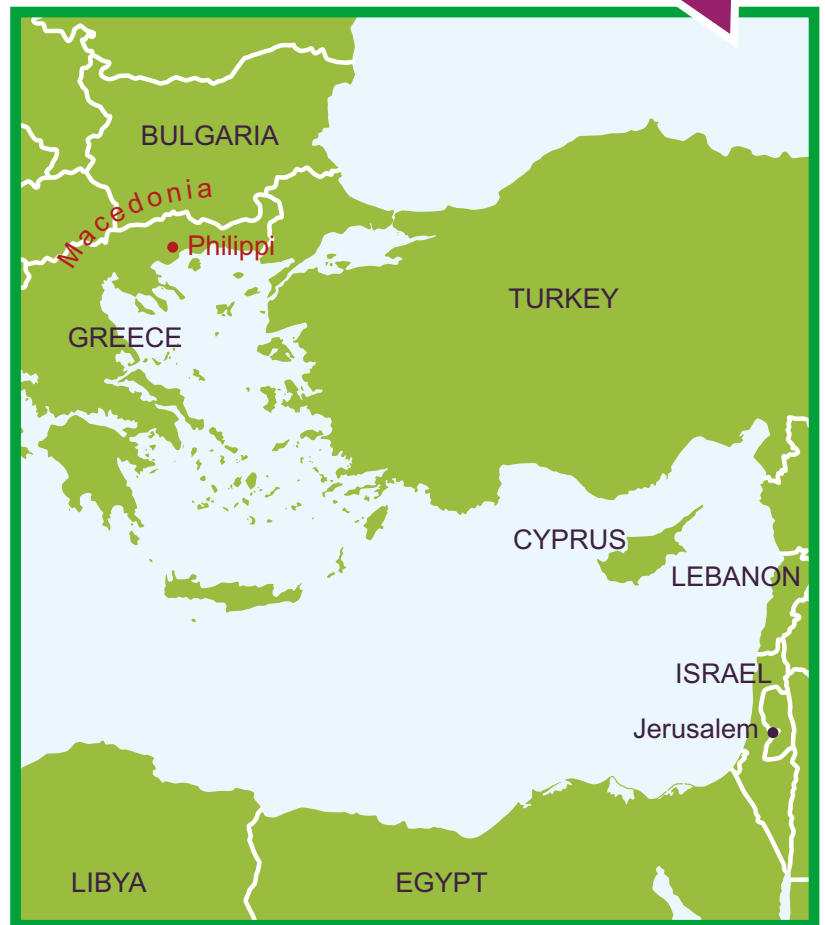 BULGARIA
Macedonia
Philippi
TURKEY
GREECE
CYPRUS
LEBANON
ISRAEL
Jerusalem
LIBYA
EGYPT